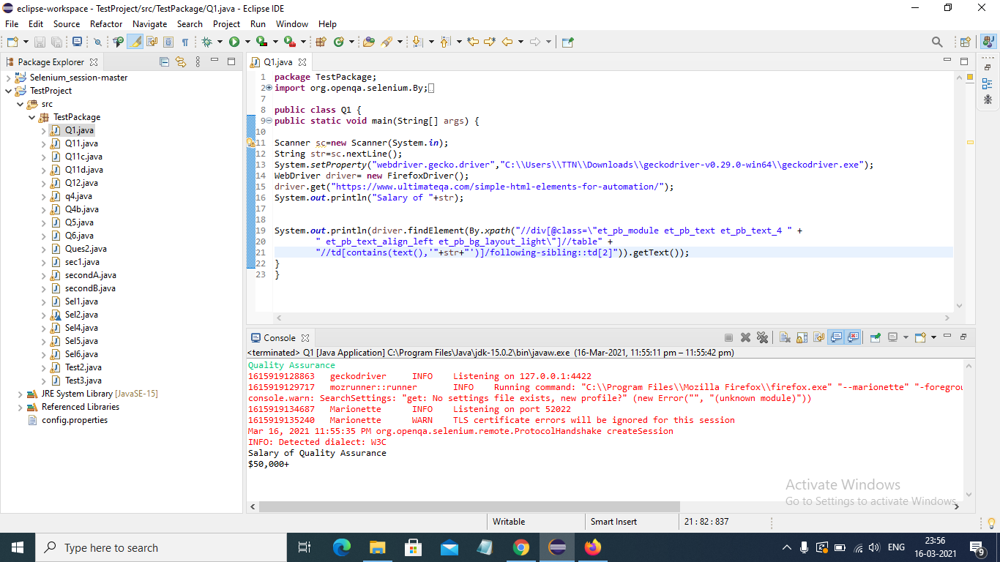 eclipse-workspace - TestProject/src/TestPackage/Q1.java - Eclipse IDE
File Edit Source Refactor Navigate Search Project Run Window Help
Package Explorer
Selenium_session-master
TestProject
src
TestPackage
Q1.java
Q11.java
Q11c.java
Q11d.java
Q12.java
q4.java
Q4b.java
Q5.java
Q6.java
Ques2.java
sec1.java
secondA.java
secondB.java
Sel1.java
Sel2.java
Sel4.java
Sel5.java
Sel6.java
Test2.java
Test3.java
JRE System Library [JavaSE-15]
Referenced Libraries
config.properties
Q1.java
1 package TestPackage;
2 import org.openqa.selenium.By;
7
8 public class Q1 {
9 public static void main(String[] args) {
10
11 Scanner sc=new Scanner(System.in);
12 String str=sc.nextLine();
13 System.setProperty("webdriver.gecko.driver","C:\\Users\\TTN\\Downloads\\geckodriver-v0.29.0-win64\\geckodriver.exe");
14 WebDriver driver= new FirefoxDriver();
15 driver.get("https://www.ultimateqa.com/simple-html-elements-for-automation/");
16 System.out.println("Salary of "+str);
17
18
19 System.out.println(driver.findElement(By.xpath("//div[@class=\"et_pb_module et_pb_text et_pb_text_4 " +
20 " et_pb_text_align_left et_pb_bg_layout_light\"]//table" +
21 "//td[contains(text(),'"+str+"')]/following-sibling::td[2]")).getText());
22 }
23 }
Console
<terminated> Q1 [Java Application] C:\Program Files\Java\jdk-15.0.2\bin\javaw.exe (16-Mar-2021, 11:55:11 pm – 11:55:42 pm)
Quality Assurance
1615919128863 geckodriver INFO Listening on 127.0.0.1:4422
1615919129717 mozrunner::runner INFO Running command: "C:\\Program Files\\Mozilla Firefox\\firefox.exe" "--marionette" "-foregrou
console.warn: SearchSettings: "get: No settings file exists, new profile?" (new Error("", "(unknown module)"))
1615919134687 Marionette INFO Listening on port 52022
1615919135240 Marionette WARN TLS certificate errors will be ignored for this session
Mar 16, 2021 11:55:35 PM org.openqa.selenium.remote.ProtocolHandshake createSession
INFO: Detected dialect: W3C
Salary of Quality Assurance
$50,000+
Activate Windows
Go to Settings to activate Windows.
Writable Smart Insert 21 : 82 : 837
Type here to search
ENG
23:56
16-03-2021
9